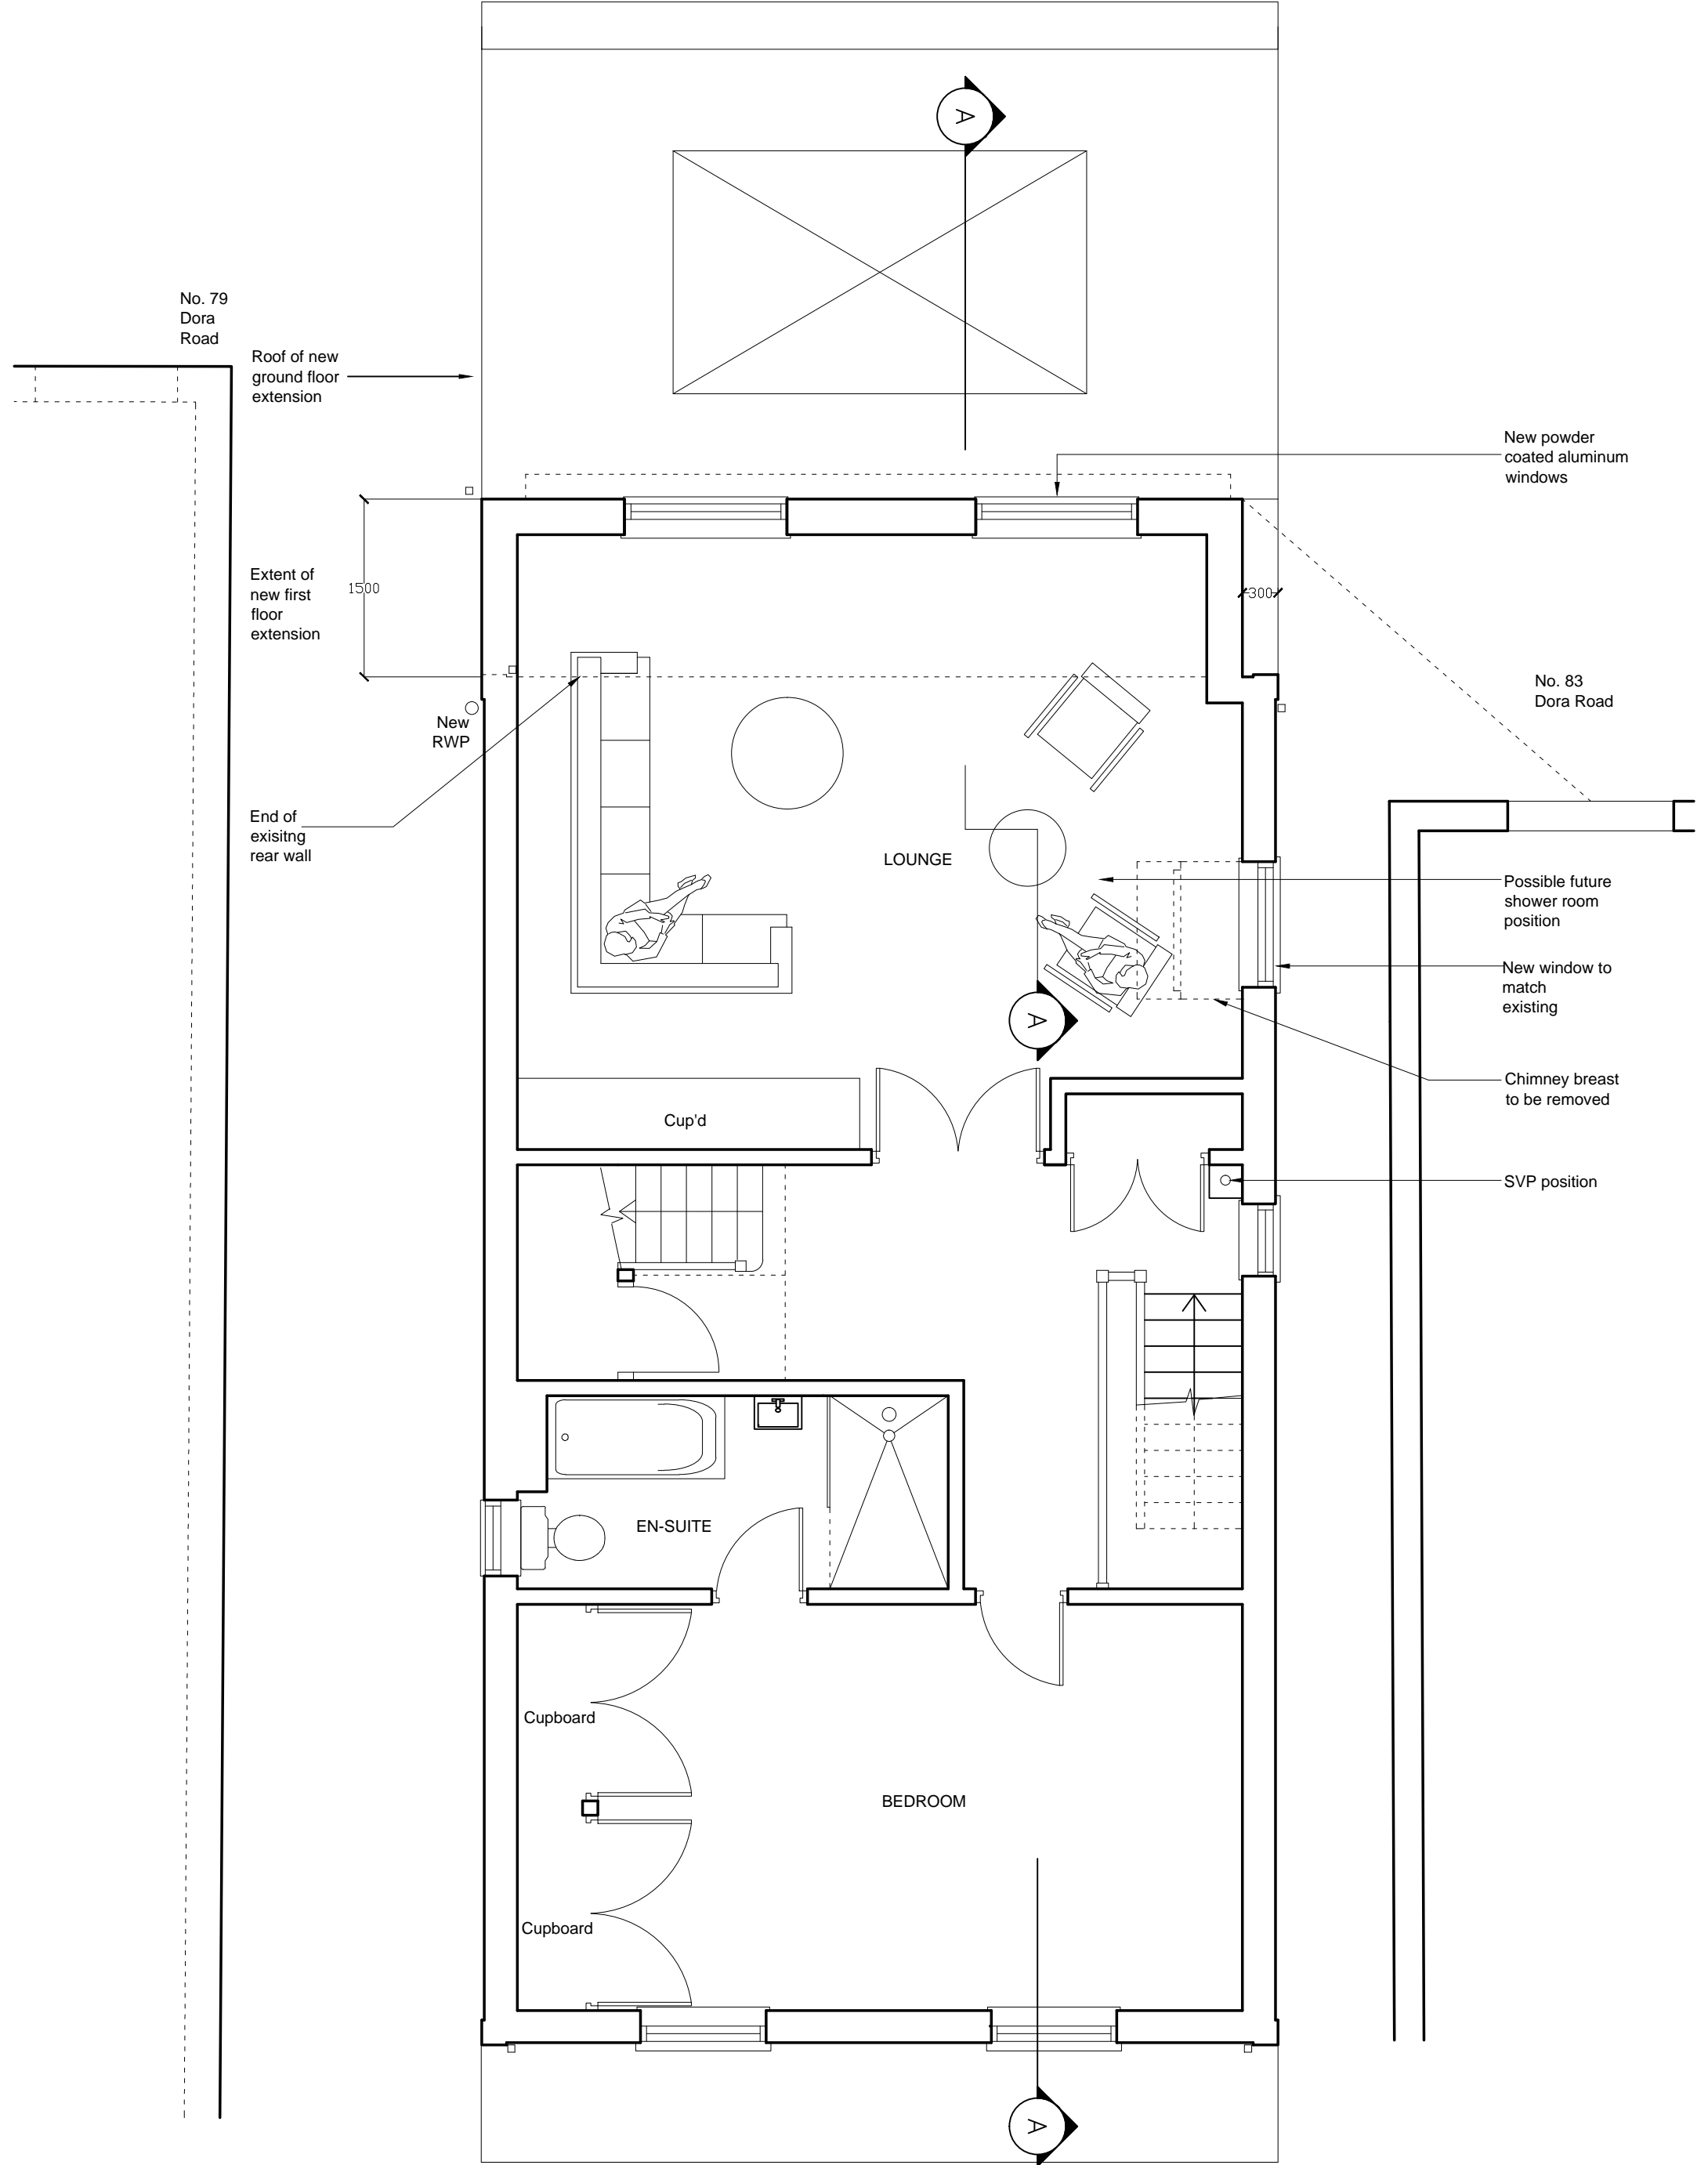 A
No. 79
Dora
Road
Roof of new
ground floor
extension
New powder
coated aluminum
windows
Extent of
new first
floor
extension
1500
300
No. 83
Dora Road
New
RWP
End of
exisitng
rear wall
LOUNGE
Possible future
shower room
position
New window to
match
existing
A
Chimney breast
to be removed
Cup'd
SVP position
EN-SUITE
Cupboard
BEDROOM
Cupboard
A